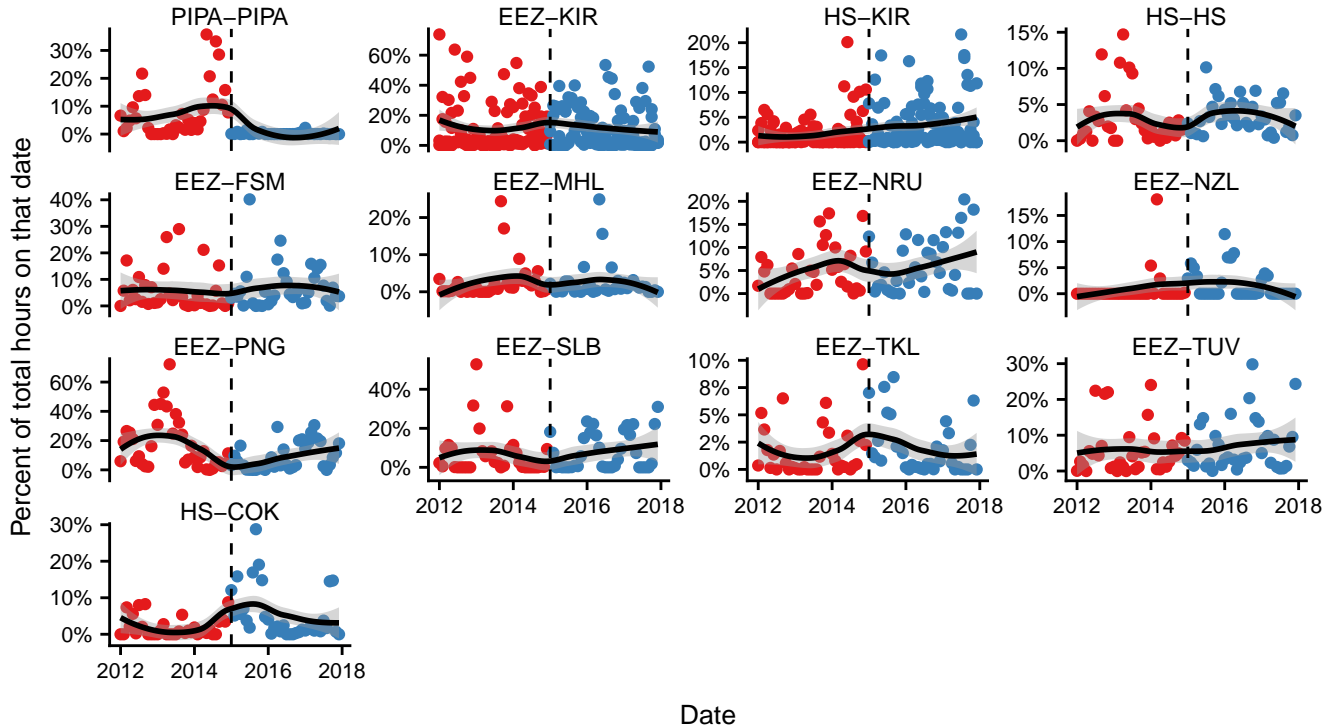 PIPA−PIPA EEZ−KIR HS−KIR HS−HS
30% 20% 10% 0%
60% 40% 20% 0%
20% 15% 10% 5% 0%
15% 10% 5% 0%
EEZ−FSM EEZ−MHL EEZ−NRU EEZ−NZL
40% 30% 20% 10% 0%
20% 10% 0%
20% 15% 10% 5% 0%
15% 10% 5% 0%
EEZ−PNG EEZ−SLB EEZ−TKL EEZ−TUV
60% 40% 20% 0%
40% 20% 0%
10% 8% 5% 2% 0%
30% 20% 10% 0%
2012 2014 2016 2018
2012 2014 2016 2018
2012 2014 2016 2018
HS−COK
30% 20% 10% 0%
2012 2014 2016 2018
Percent of total hours on that date
Date